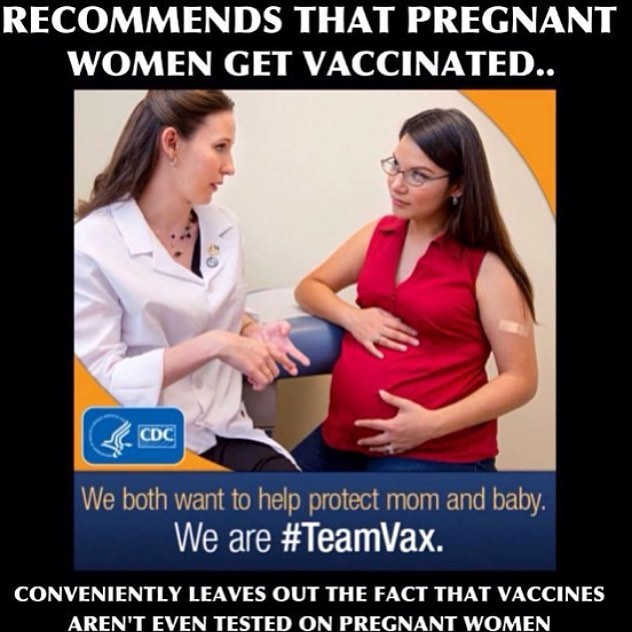 RECOMMENDS THAT PREGNANT
WOMEN GET VACCINATED..
CDC
We both want to help protect mom and baby.
We are #TeamVax.
CONVENIENTLY LEAVES OUT THE FACT THAT VACCINES
AREN'T EVEN TESTED ON PREGNANT WOMEN